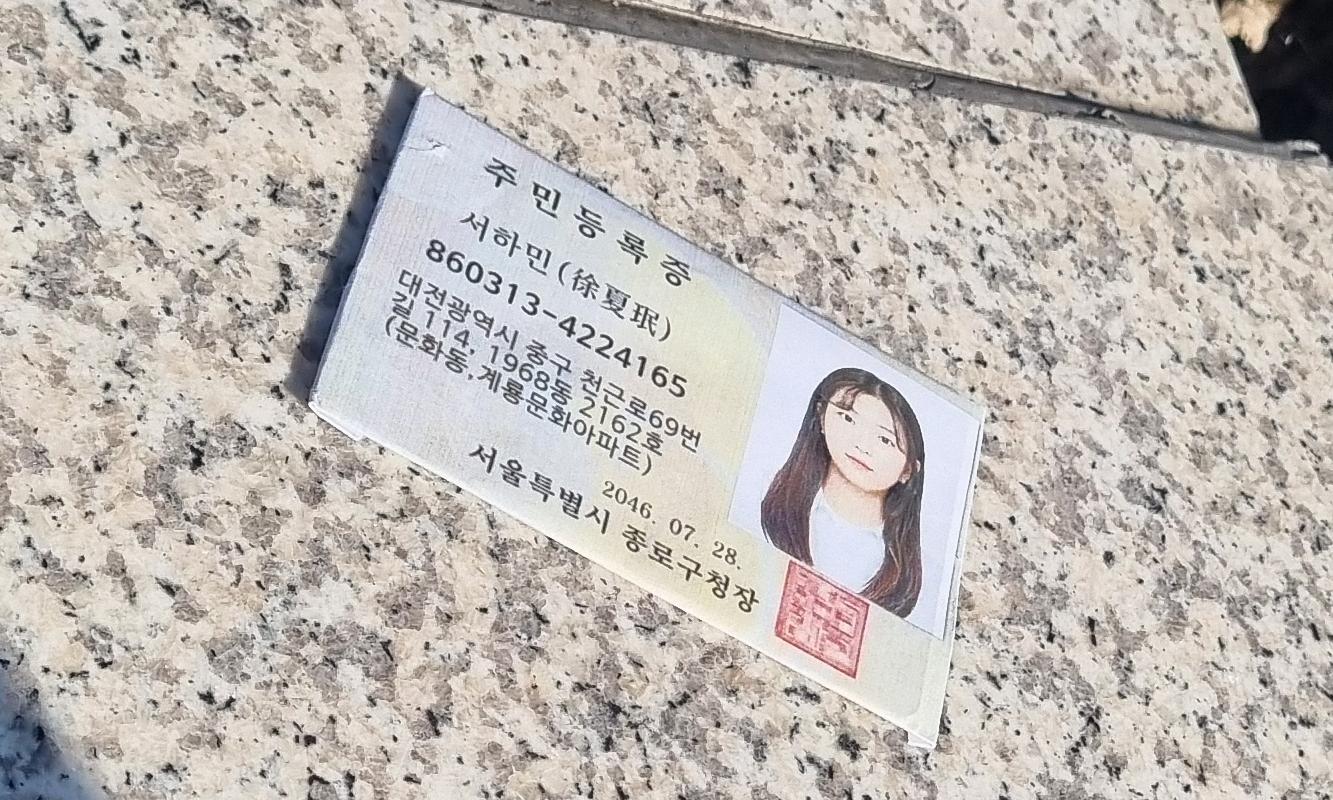 주민등록증
서하민(徐夏珉)
860313-4224165
대전광역시 중구 천근로69번
길 114, 1968동 2162호
(문화동,계룡문화아파트)
2046. 07. 28.
서울특별시 종로구청장